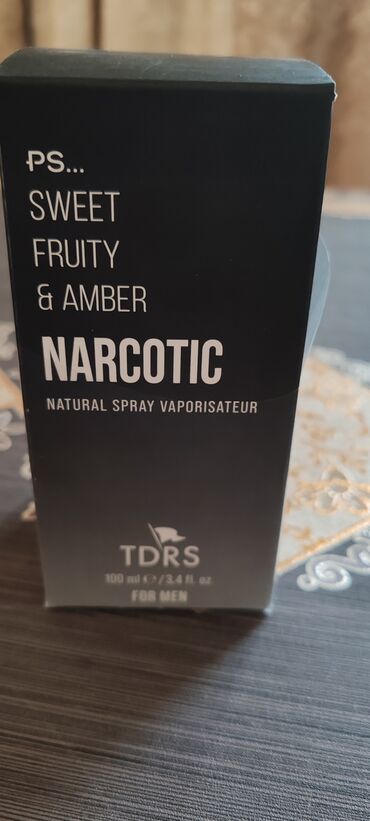 PS...
SWEET
FRUITY
& AMBER
NARCOTIC
NATURAL SPRAY VAPORISATEUR
TDRS
100 ml ℮ / 3.4 fl. oz
FOR MEN